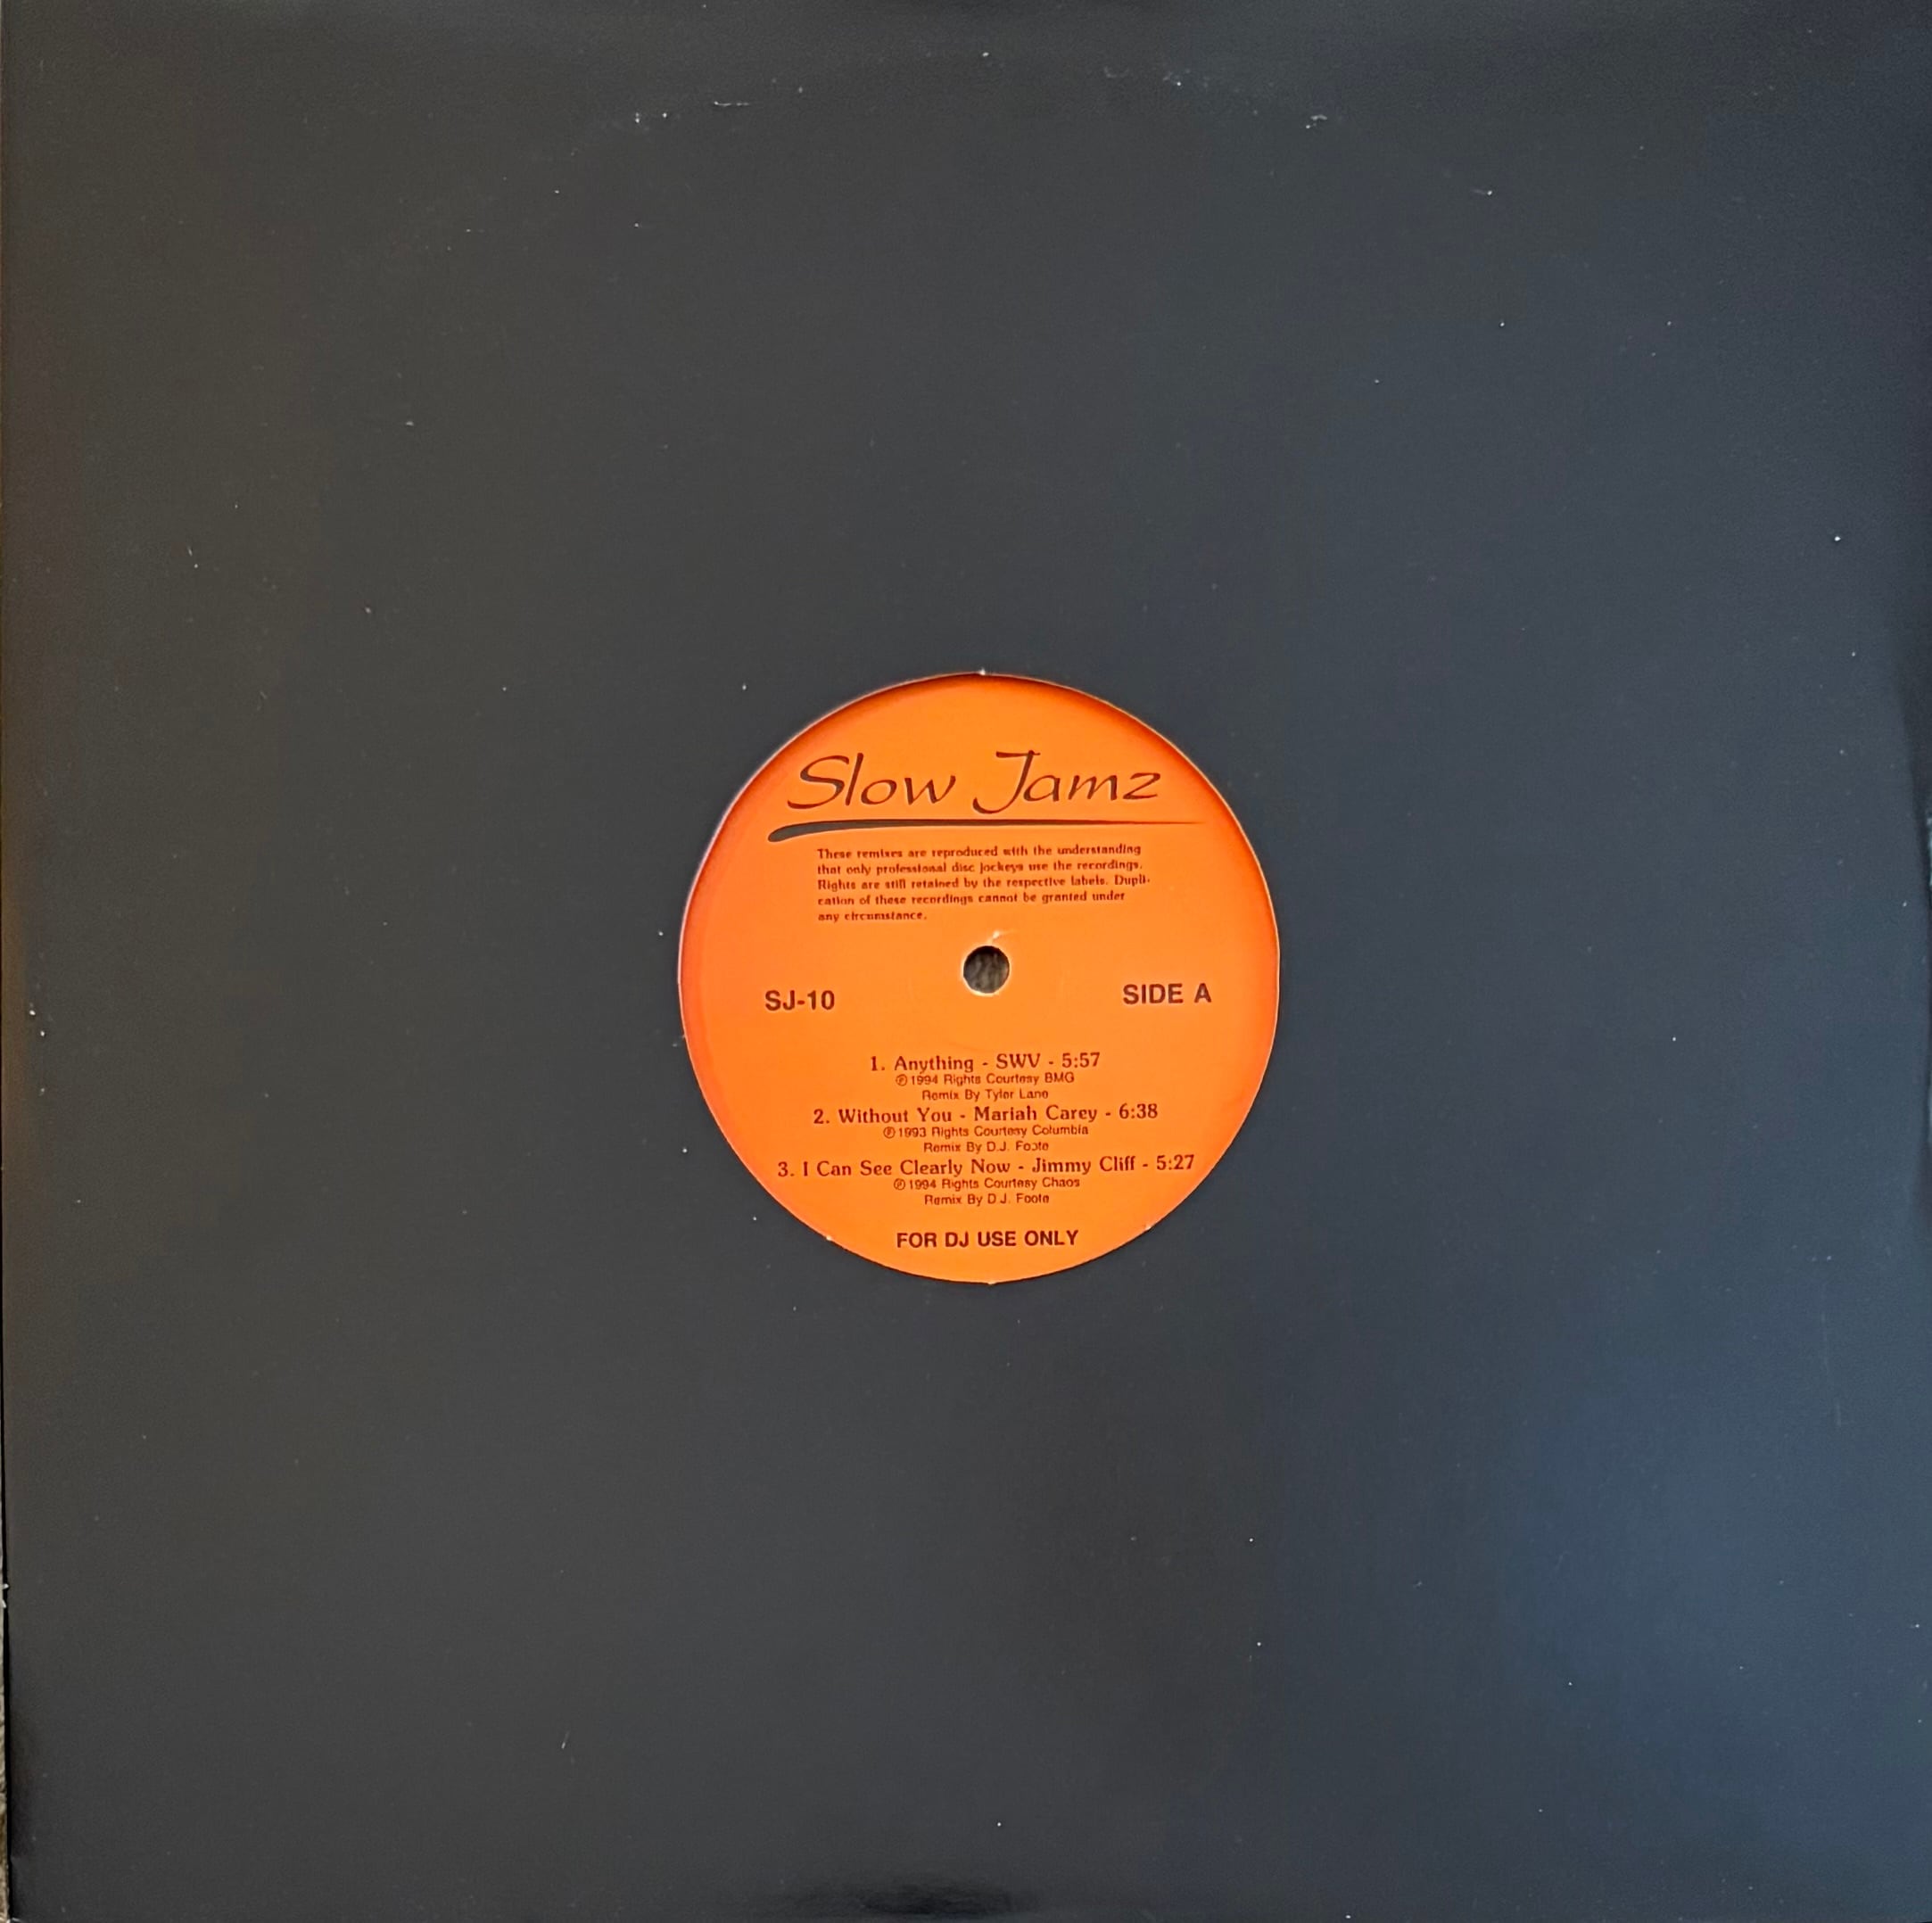 Slow Jamz
These remixes are reproduced with the understanding
that only professional disc jockeys use the recordings.
Rights are still retained by the respective labels. Dupli-
cation of these recordings cannot be granted under
any circumstance.
SJ-10
SIDE A
1. Anything - SWV - 5:57
℗ 1994 Rights Courtesy BMG
Remix By Tyler Lane
2. Without You - Mariah Carey - 6:38
℗ 1993 Rights Courtesy Columbia
Remix By D.J. Foote
3. I Can See Clearly Now - Jimmy Cliff - 5:27
℗ 1994 Rights Courtesy Chaos
Remix By D.J. Foote
FOR DJ USE ONLY